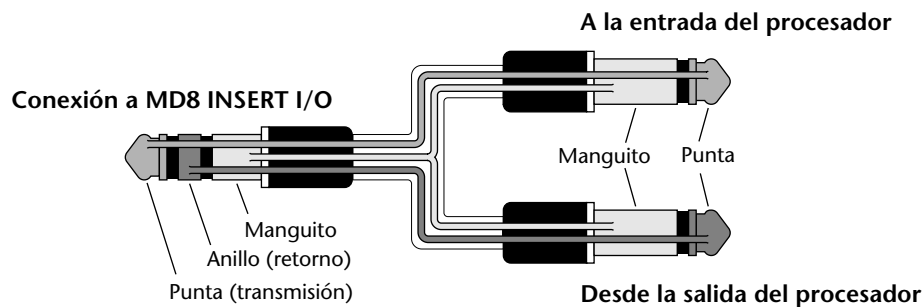 A la entrada del procesador
Conexión a MD8 INSERT I/O
Manguito
Punta
Manguito
Anillo (retorno)
Punta (transmisión)
Desde la salida del procesador